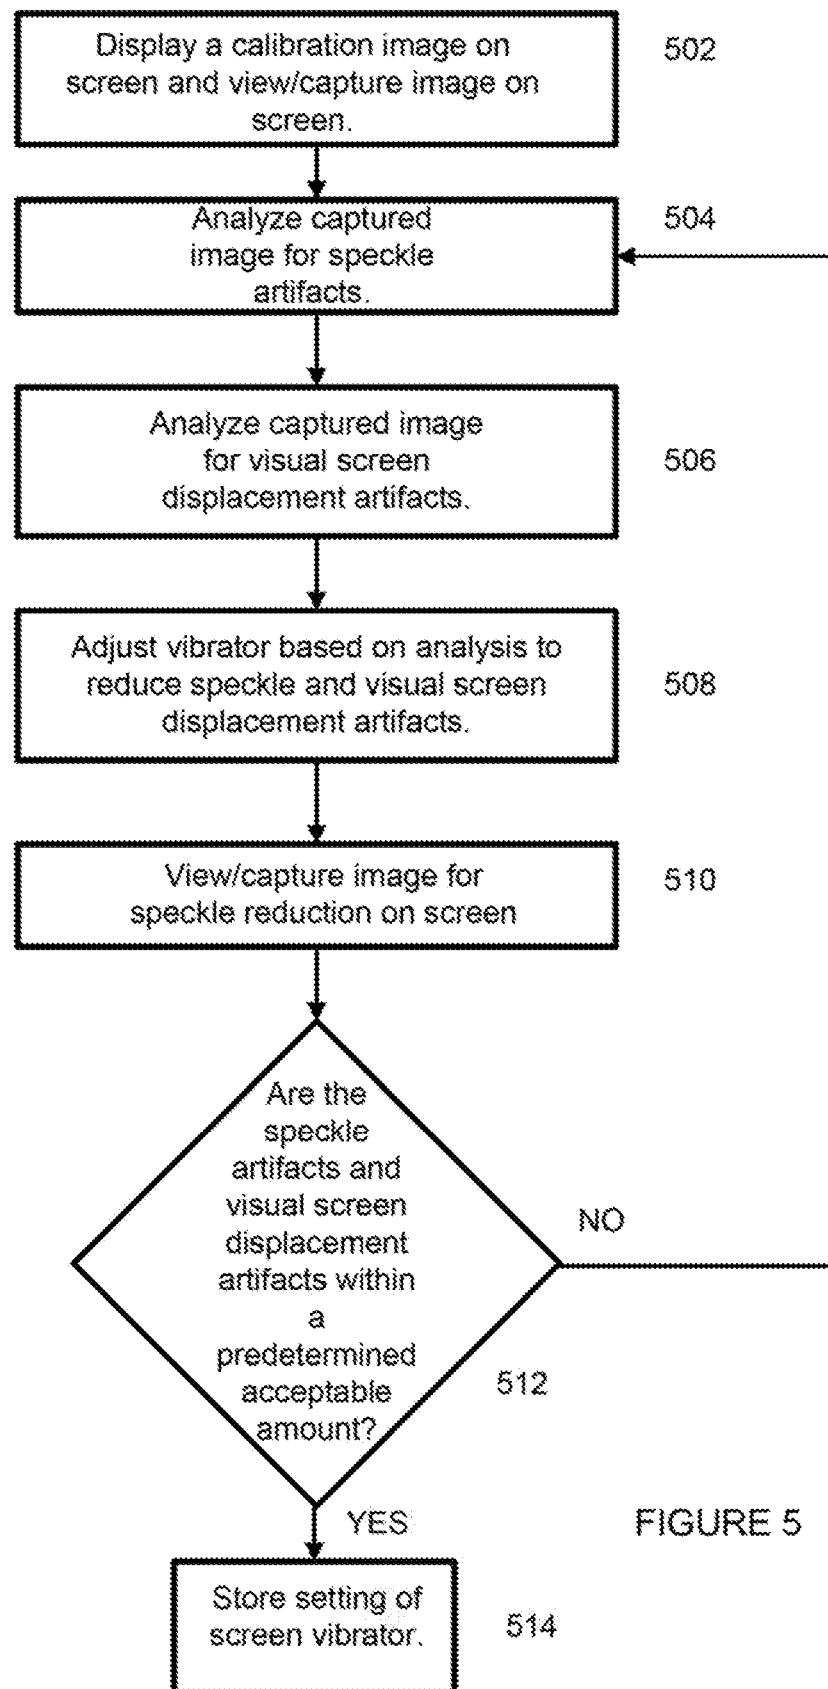 Display a calibration image on
screen and view/capture image on
screen.
502
Analyze captured
image for speckle
artifacts.
504
Analyze captured image
for visual screen
displacement artifacts.
506
Adjust vibrator based on analysis to
reduce speckle and visual screen
displacement artifacts.
508
View/capture image for
speckle reduction on screen
510
Are the
speckle
artifacts and
visual screen
displacement
artifacts within
a
predetermined
acceptable
amount?
512
NO
YES
FIGURE 5
Store setting of
screen vibrator.
514